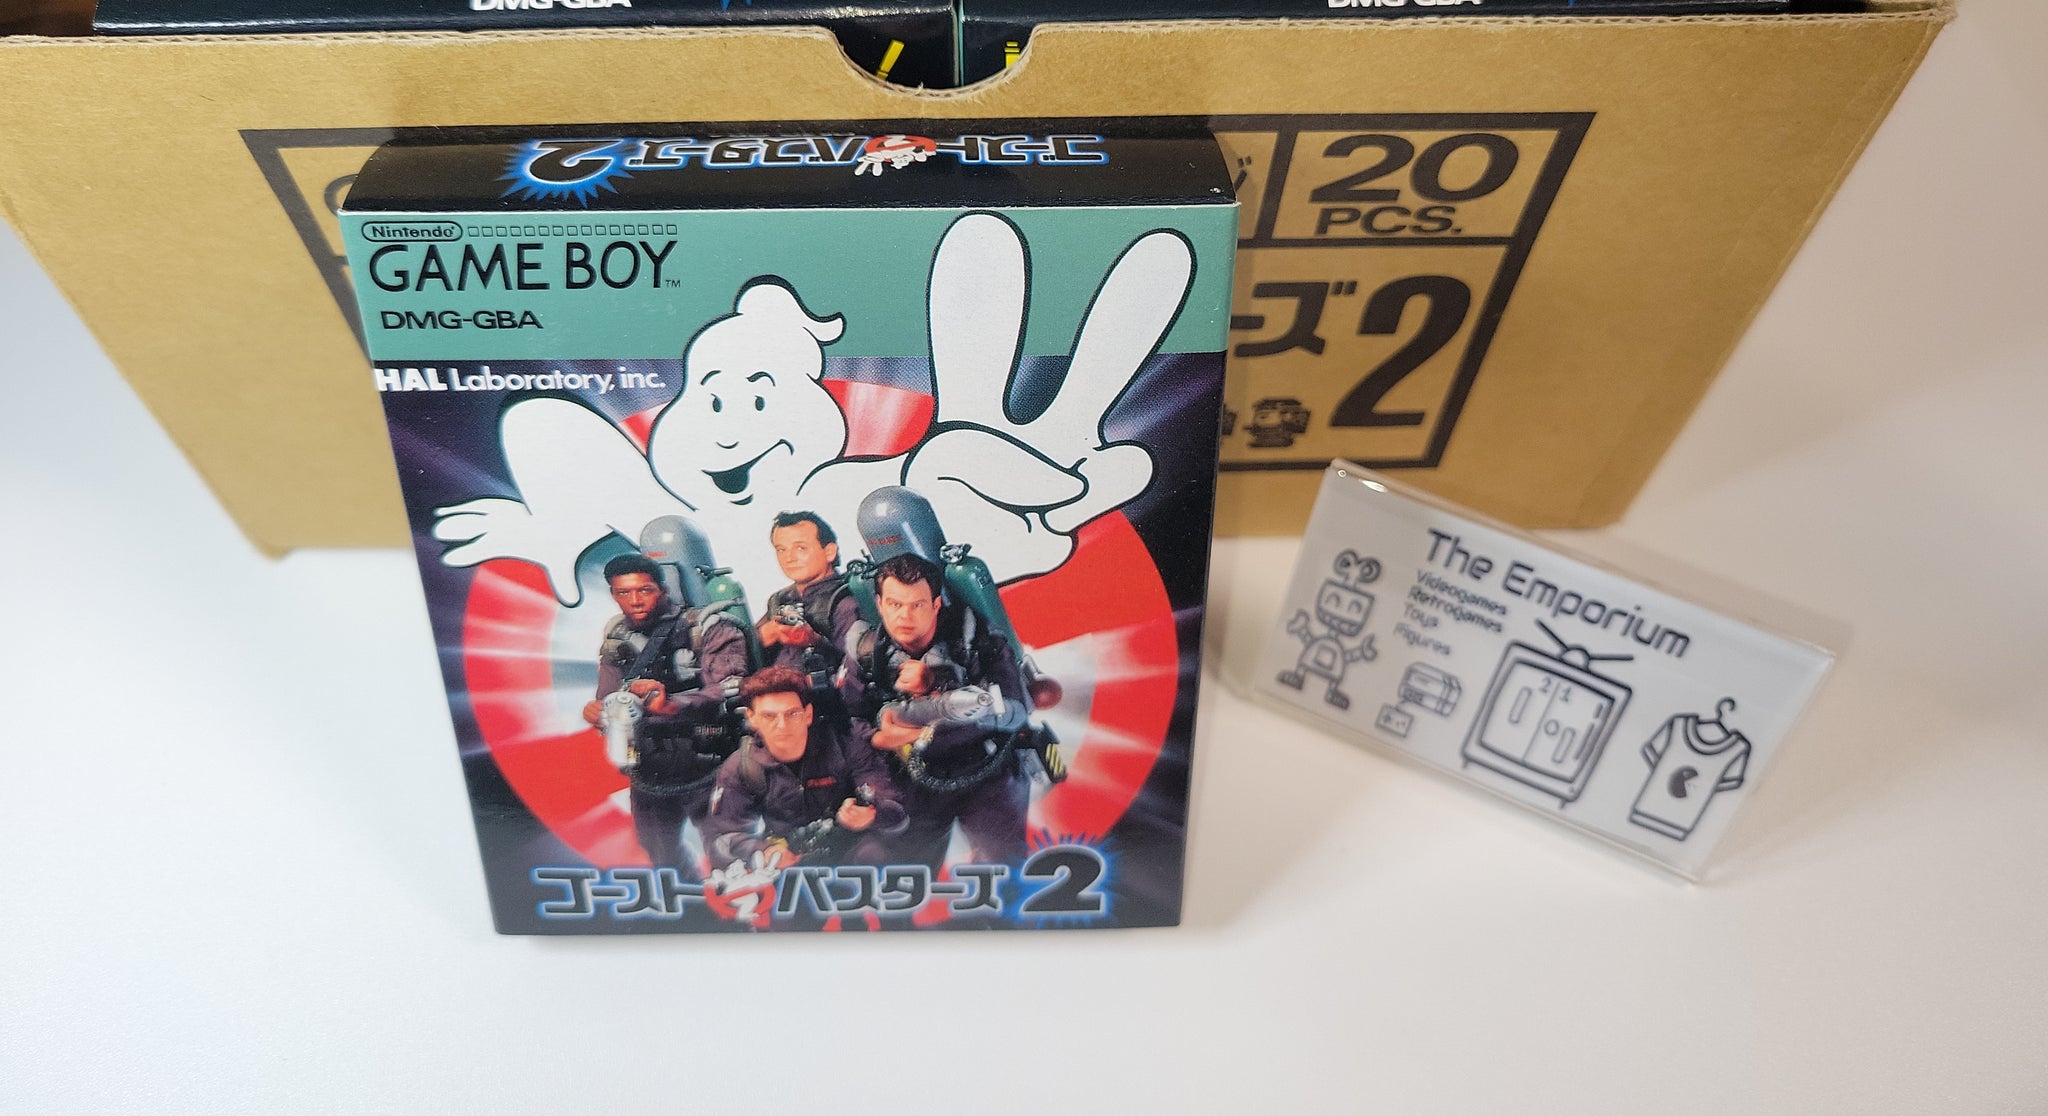 DMG-GBA
DMG-GBA
20
PCS.
ーズ2
ゴーストバスターズ2
Nintendo
GAME BOY™
DMG-GBA
HAL Laboratory, inc.
ゴーストバスターズ2
The Emporium
Videogames
Retrogames
Toys
Figures